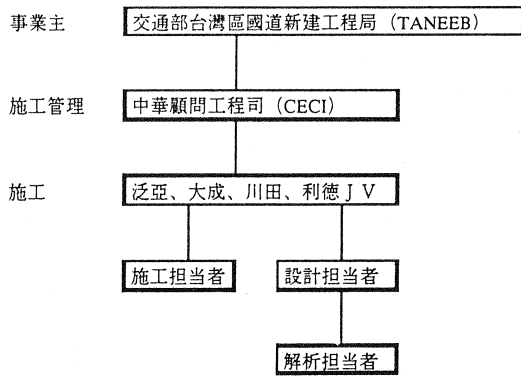 事業主 交通部台灣區國道新建工程局（TANEEB）
施工管理 中華顧問工程司（CECI）
施工 泛亞、大成、川田、利徳ＪＶ
施工担当者 設計担当者
解析担当者